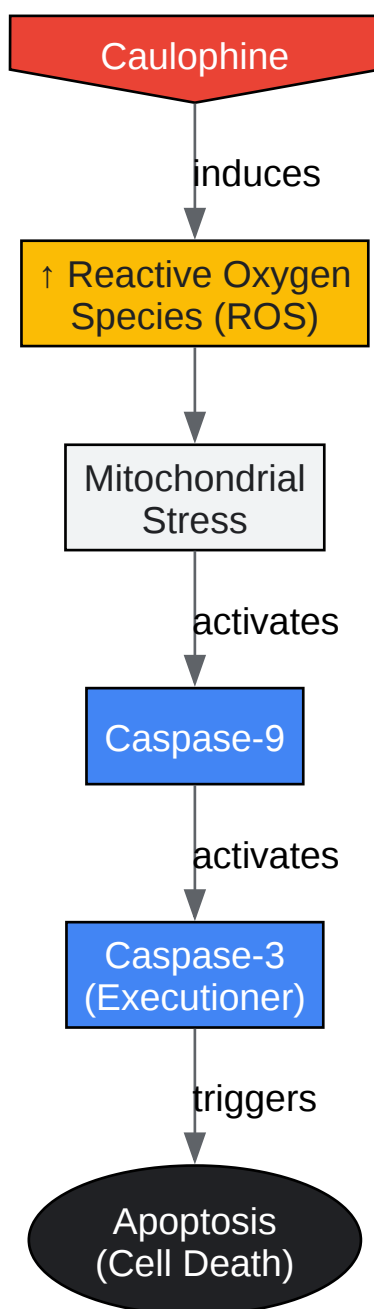 Caulophine
induces
↑ Reactive Oxygen
Species (ROS)
Mitochondrial
Stress
activates
Caspase-9
activates
Caspase-3
(Executioner)
triggers
Apoptosis
(Cell Death)